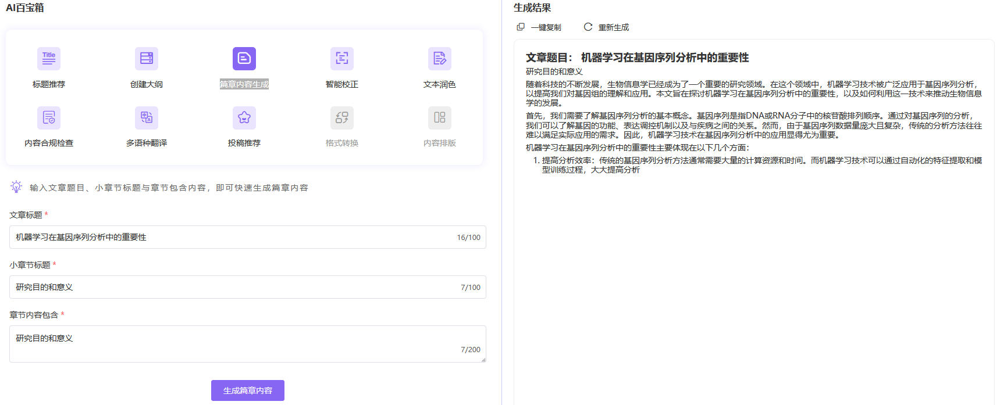 AI百宝箱
Title
标题推荐
创建大纲
篇章内容生成
智能校正
文本润色
内容合规检查
多语种翻译
投稿推荐
格式转换
内容排版
输入文章题目、小章节标题与章节包含内容，即可快速生成篇章内容
文章标题 *
机器学习在基因序列分析中的重要性
16/100
小章节标题 *
研究目的和意义
7/100
章节内容包含 *
研究目的和意义
7/200
生成篇章内容
生成结果
一键复制
重新生成
文章题目： 机器学习在基因序列分析中的重要性
研究目的和意义
随着科技的不断发展，生物信息学已经成为了一个重要的研究领域。在这个领域中，机器学习技术被广泛应用于基因序列分析，
以提高我们对基因组的理解和应用。本文旨在探讨机器学习在基因序列分析中的重要性，以及如何利用这一技术来推动生物信息
学的发展。
首先，我们需要了解基因序列分析的基本概念。基因序列是指DNA或RNA分子中的核苷酸排列顺序。通过对基因序列的分析，
我们可以了解基因的功能、表达调控机制以及与疾病之间的关系。然而，由于基因序列数据量庞大且复杂，传统的分析方法往往
难以满足实际应用的需求。因此，机器学习技术在基因序列分析中的应用显得尤为重要。
机器学习在基因序列分析中的重要性主要体现在以下几个方面：
1. 提高分析效率：传统的基因序列分析方法通常需要大量的计算资源和时间。而机器学习技术可以通过自动化的特征提取和模
型训练过程，大大提高分析